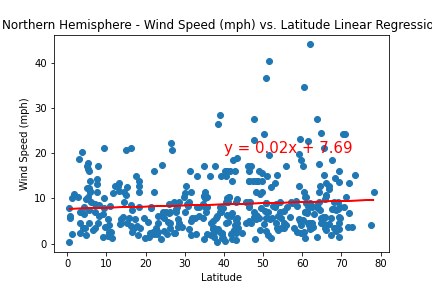 Northern Hemisphere - Wind Speed (mph) vs. Latitude Linear Regressio
Wind Speed (mph)
40
30
20
10
0
y = 0.02x + 7.69
0 10 20 30 40 50 60 70 80
Latitude